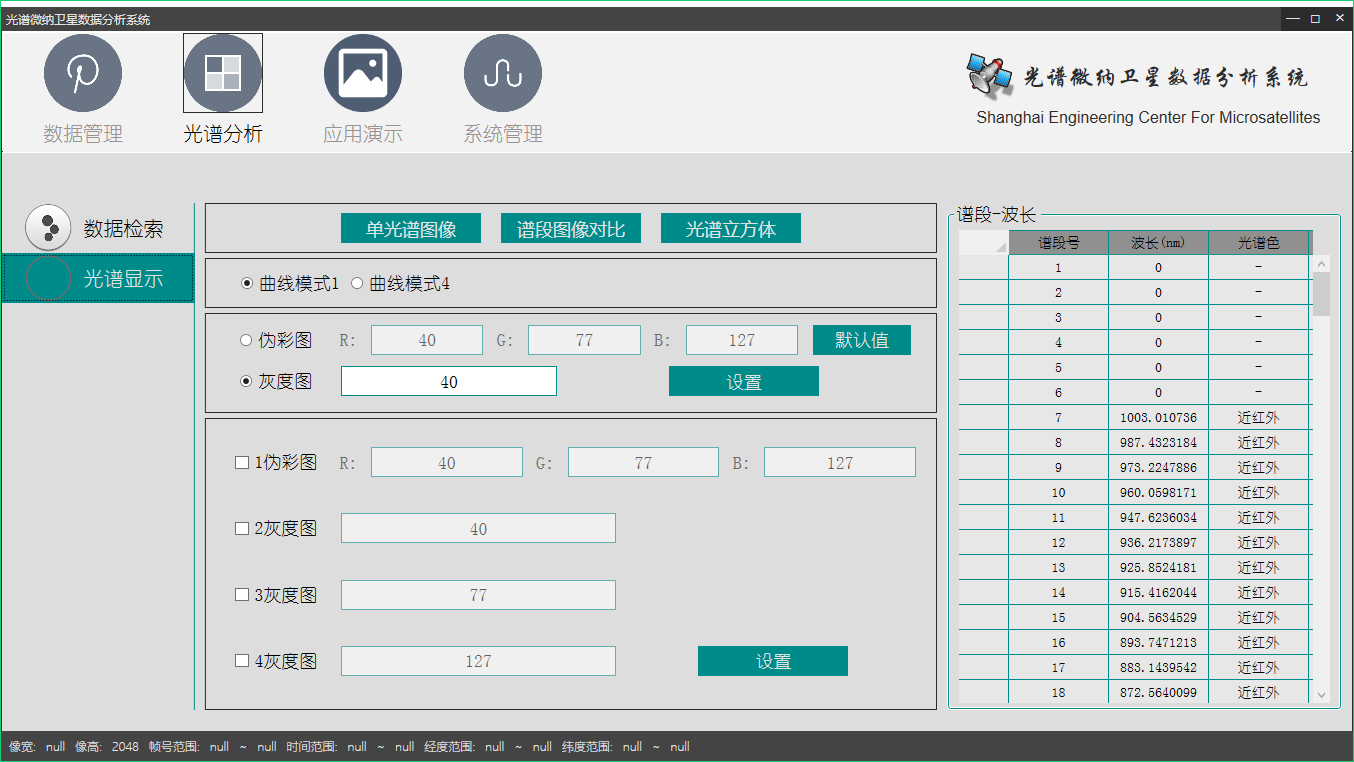 光谱微纳卫星数据分析系统
数据管理 光谱分析 应用演示 系统管理
光谱微纳卫星数据分析系统
Shanghai Engineering Center For Microsatellites
数据检索
光谱显示
单光谱图像 谱段图像对比 光谱立方体
曲线模式1 曲线模式4
伪彩图 R: 40 G: 77 B: 127 默认值
灰度图 40 设置
1伪彩图 R: 40 G: 77 B: 127
2灰度图 40
3灰度图 77
4灰度图 127 设置
谱段-波长
谱段号 波长(nm) 光谱色
1 0 -
2 0 -
3 0 -
4 0 -
5 0 -
6 0 -
7 1003.010736 近红外
8 987.4323184 近红外
9 973.2247886 近红外
10 960.0598171 近红外
11 947.6236034 近红外
12 936.2173897 近红外
13 925.8524181 近红外
14 915.4162044 近红外
15 904.5634529 近红外
16 893.7471213 近红外
17 883.1439542 近红外
18 872.5640099 近红外
像宽: null 像高: 2048 帧号范围: null ~ null 时间范围: null ~ null 经度范围: null ~ null 纬度范围: null ~ null